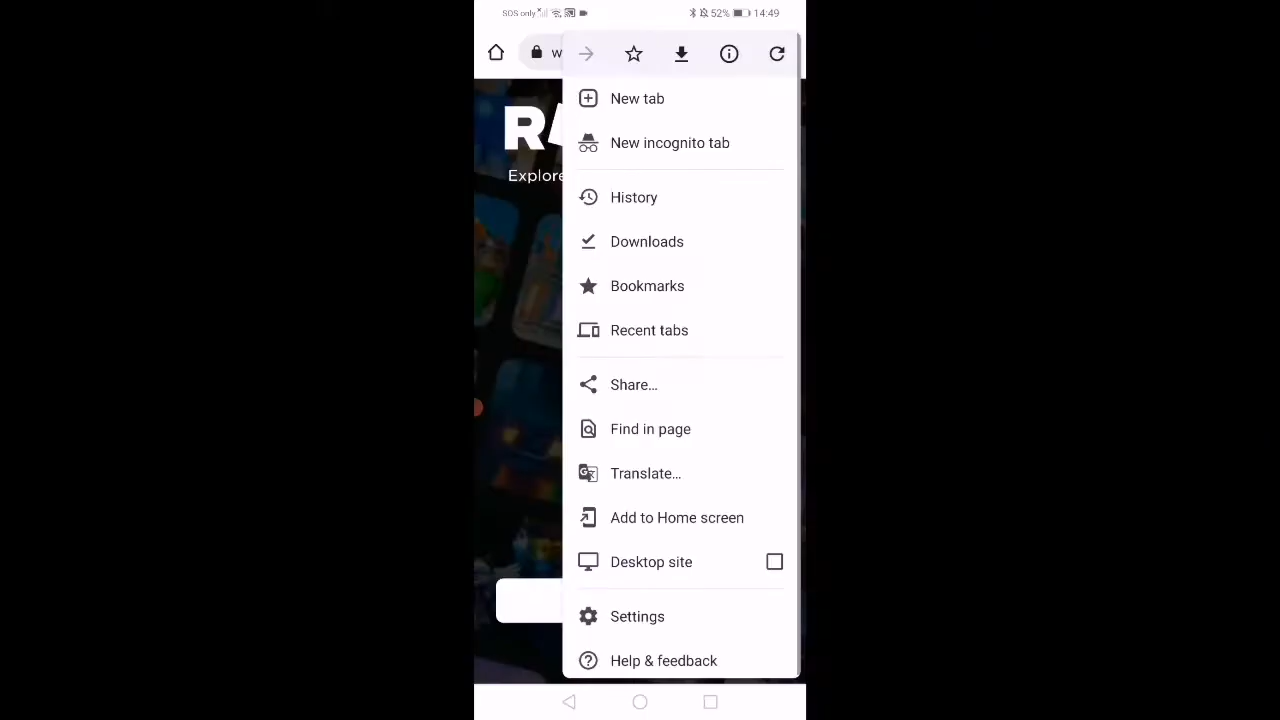 SOS only
52% 14:49
w
R
Explore
New tab
New incognito tab
History
Downloads
Bookmarks
Recent tabs
Share…
Find in page
Translate…
Add to Home screen
Desktop site
Settings
Help & feedback